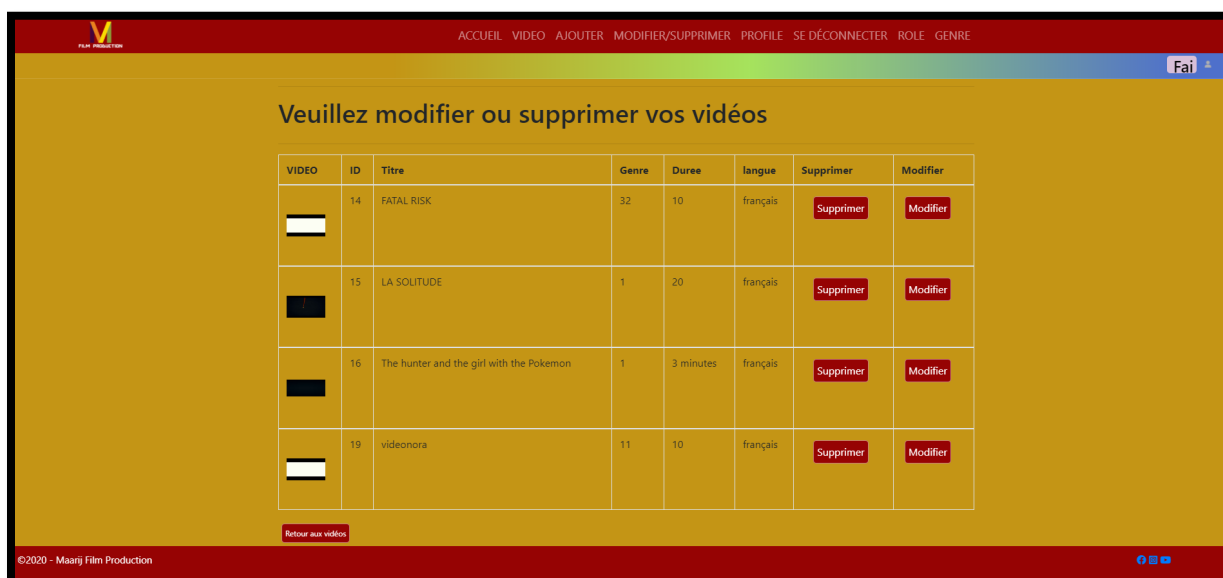 FILM PRODUCTION
ACCUEIL VIDEO AJOUTER MODIFIER/SUPPRIMER PROFILE SE DÉCONNECTER ROLE GENRE
Fai
Veuillez modifier ou supprimer vos vidéos
VIDEO ID Titre Genre Duree langue Supprimer Modifier
14 FATAL RISK 32 10 français Supprimer Modifier
15 LA SOLITUDE 1 20 français Supprimer Modifier
16 The hunter and the girl with the Pokemon 1 3 minutes français Supprimer Modifier
19 videonora 11 10 français Supprimer Modifier
Retour aux vidéos
©2020 - Maarij Film Production